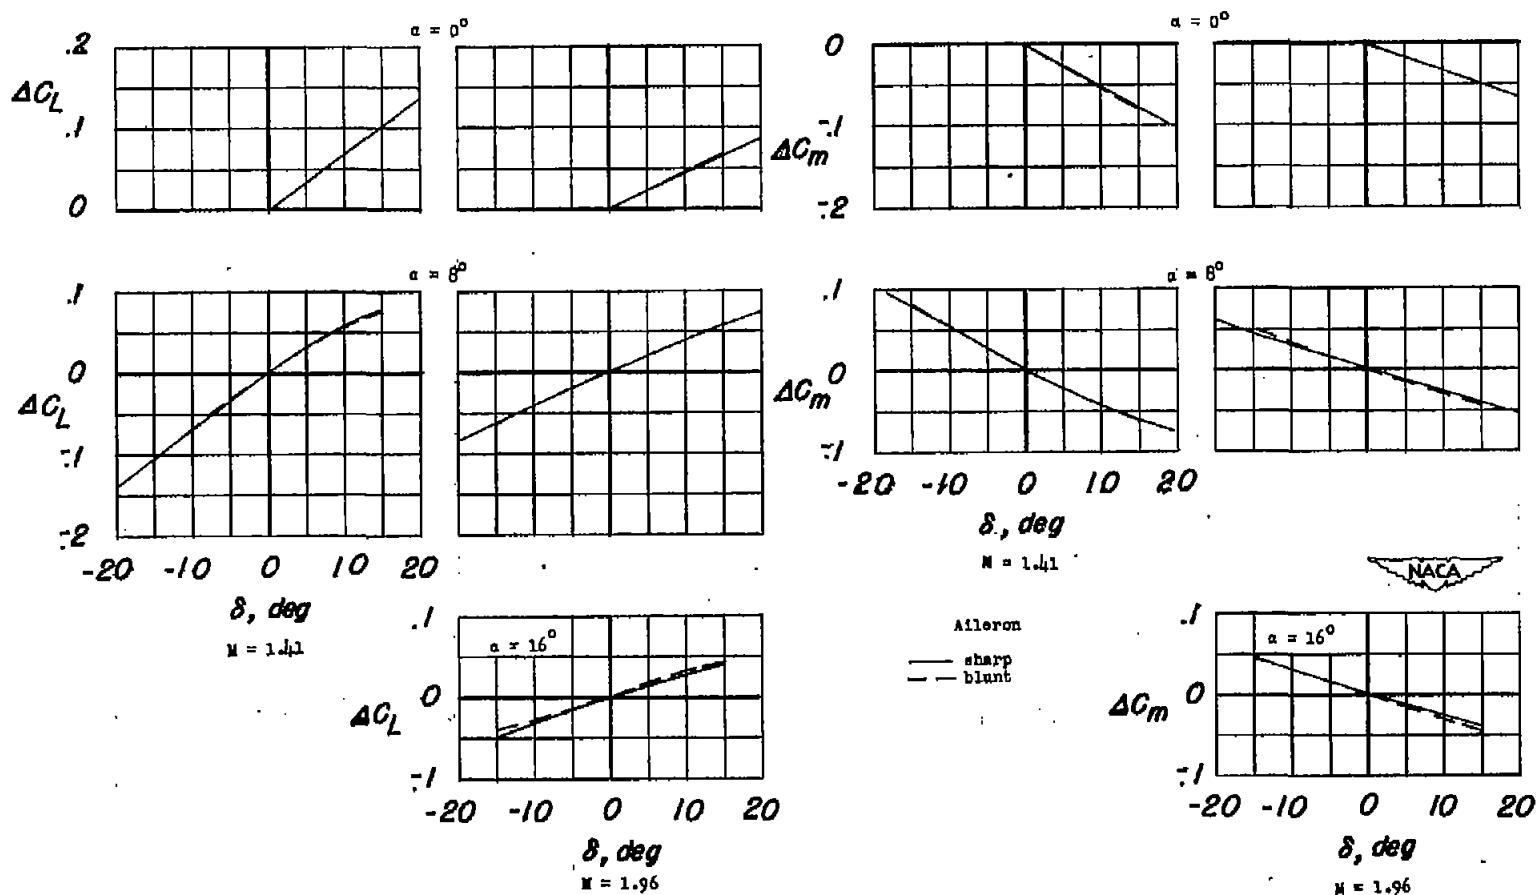 α = 0°
α = 0°
.2
ΔC_L
.1
0
0
ΔC_m
-.1
-.2
α = 8°
α = 8°
.1
0
ΔC_L
-.1
-.2
.1
ΔC_m 0
-.1
-20 -10 0 10 20
δ, deg
M = 1.41
-20 -10 0 10 20
δ, deg
M = 1.41
NACA
Aileron
sharp
blunt
α = 16°
.1
ΔC_L 0
-.1
-20 -10 0 10 20
δ, deg
M = 1.96
α = 16°
.1
ΔC_m 0
-.1
-20 -10 0 10 20
δ, deg
M = 1.96